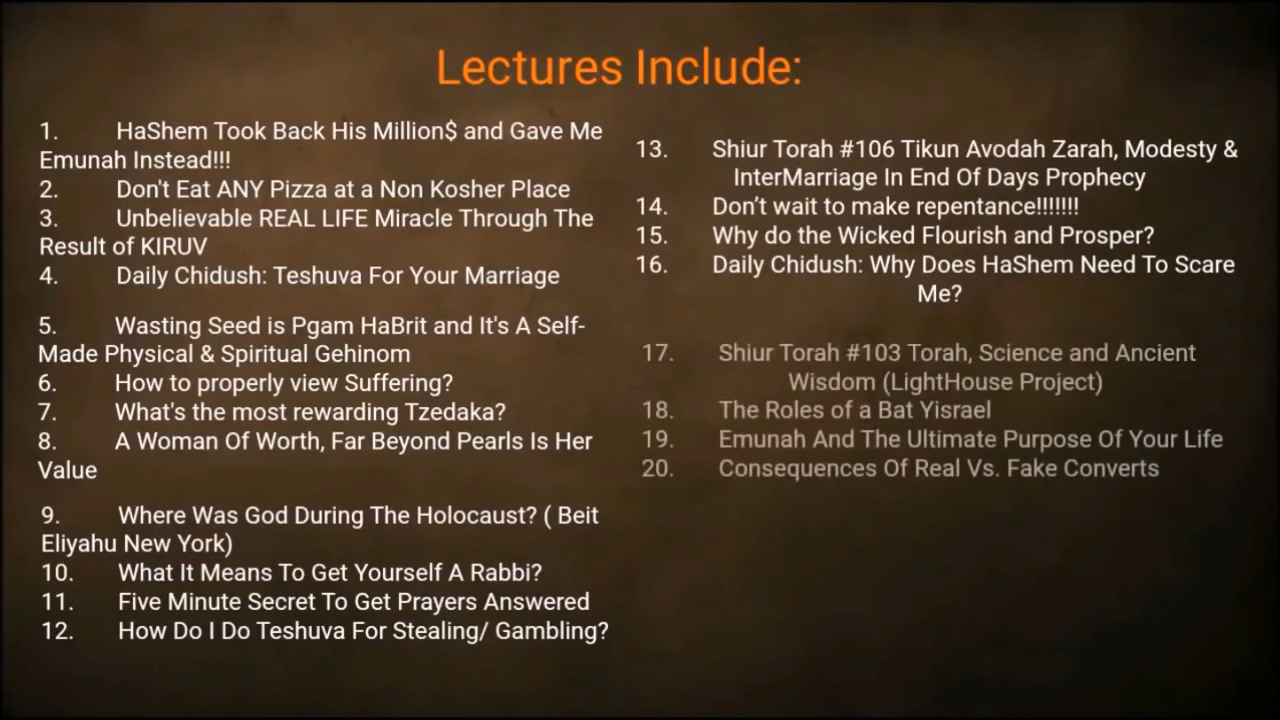 Lectures Include:
1. HaShem Took Back His Million$ and Gave Me
Emunah Instead!!!
2. Don't Eat ANY Pizza at a Non Kosher Place
3. Unbelievable REAL LIFE Miracle Through The
Result of KIRUV
4. Daily Chidush: Teshuva For Your Marriage
5. Wasting Seed is Pgam HaBrit and It's A Self-
Made Physical & Spiritual Gehinom
6. How to properly view Suffering?
7. What's the most rewarding Tzedaka?
8. A Woman Of Worth, Far Beyond Pearls Is Her
Value
9. Where Was God During The Holocaust? ( Beit
Eliyahu New York)
10. What It Means To Get Yourself A Rabbi?
11. Five Minute Secret To Get Prayers Answered
12. How Do I Do Teshuva For Stealing/ Gambling?
13. Shiur Torah #106 Tikun Avodah Zarah, Modesty &
InterMarriage In End Of Days Prophecy
14. Don’t wait to make repentance!!!!!!!
15. Why do the Wicked Flourish and Prosper?
16. Daily Chidush: Why Does HaShem Need To Scare
Me?
17. Shiur Torah #103 Torah, Science and Ancient
Wisdom (LightHouse Project)
18. The Roles of a Bat Yisrael
19. Emunah And The Ultimate Purpose Of Your Life
20. Consequences Of Real Vs. Fake Converts